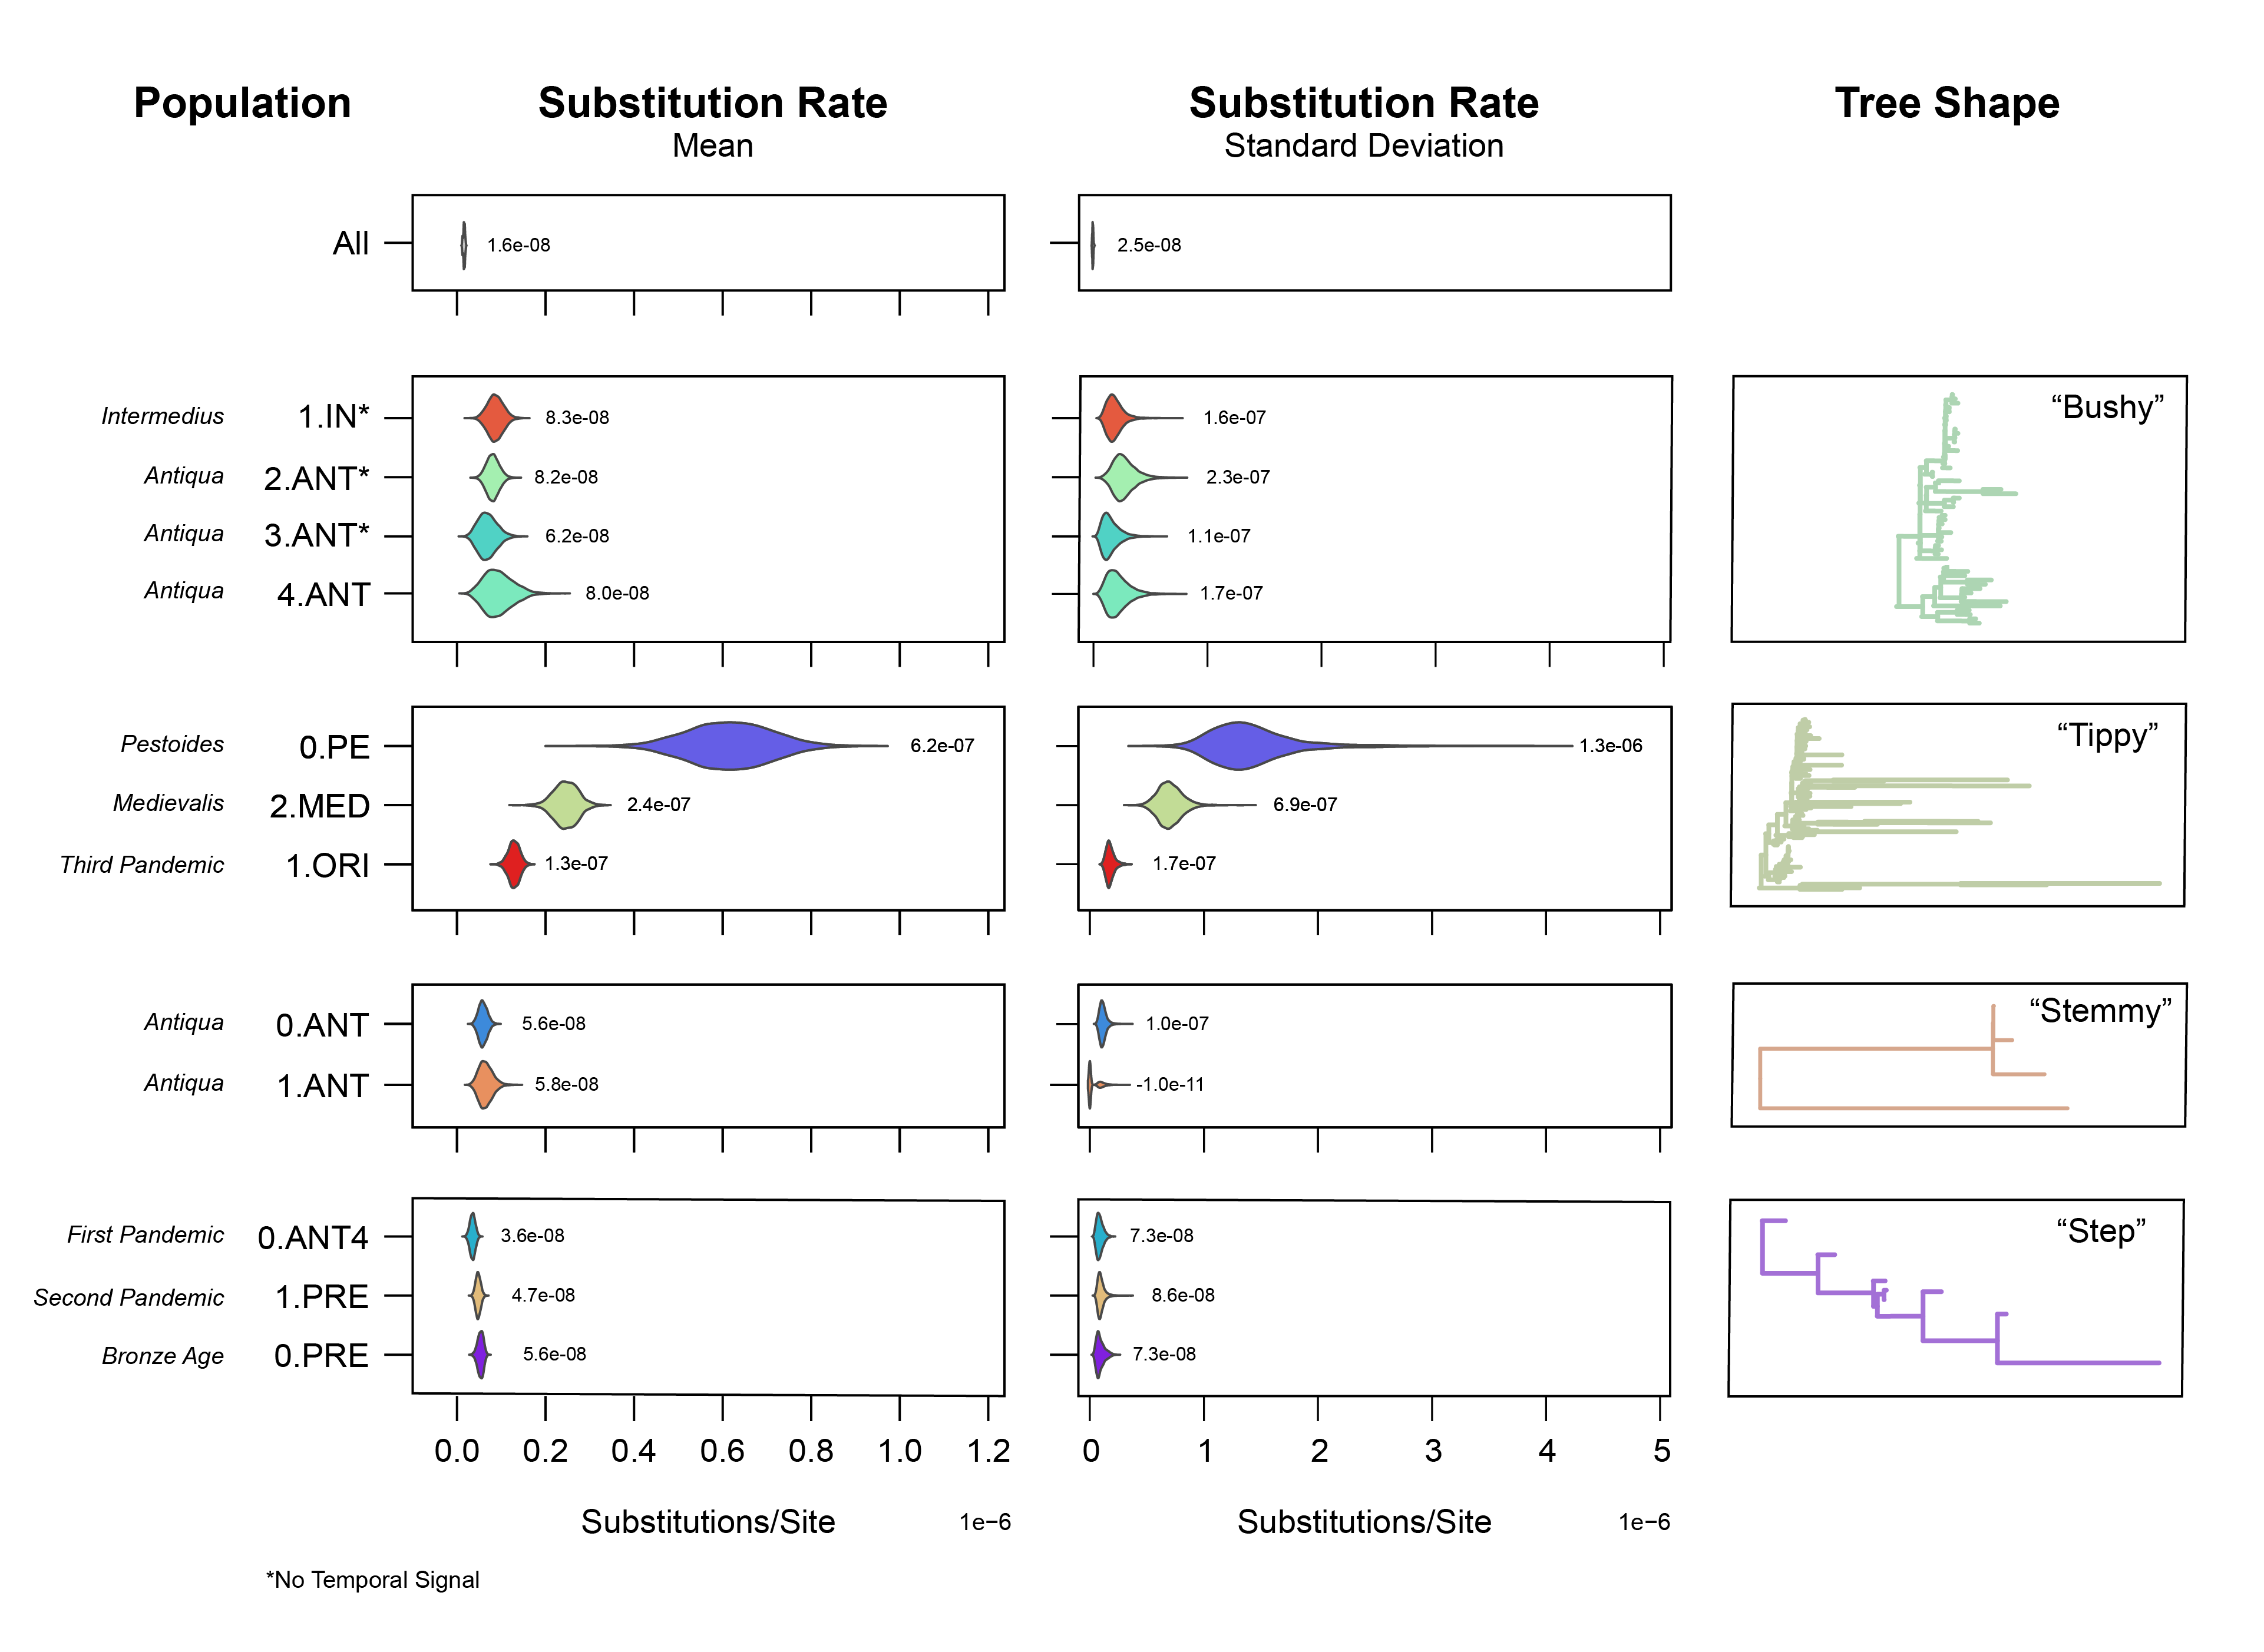 Population Substitution Rate Substitution Rate Tree Shape
Mean Standard Deviation
All 1.6e-08 2.5e-08
Intermedius 1.IN* 8.3e-08 1.6e-07 “Bushy”
Antiqua 2.ANT* 8.2e-08 2.3e-07
Antiqua 3.ANT* 6.2e-08 1.1e-07
Antiqua 4.ANT 8.0e-08 1.7e-07
Pestoides 0.PE 6.2e-07 1.3e-06 “Tippy”
Medievalis 2.MED 2.4e-07 6.9e-07
Third Pandemic 1.ORI 1.3e-07 1.7e-07
Antiqua 0.ANT 5.6e-08 1.0e-07 “Stemmy”
Antiqua 1.ANT 5.8e-08 -1.0e-11
First Pandemic 0.ANT4 3.6e-08 7.3e-08 “Step”
Second Pandemic 1.PRE 4.7e-08 8.6e-08
Bronze Age 0.PRE 5.6e-08 7.3e-08
0.0 0.2 0.4 0.6 0.8 1.0 1.2 0 1 2 3 4 5
Substitutions/Site 1e−6 Substitutions/Site 1e−6
*No Temporal Signal